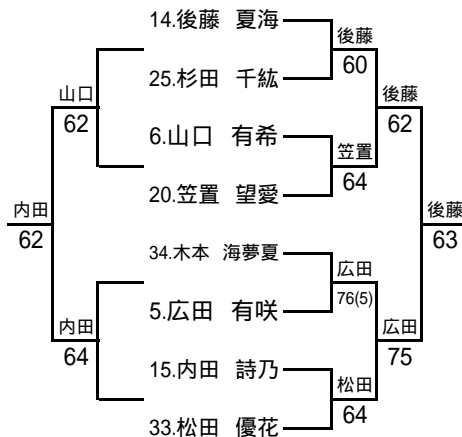 14.後藤 夏海
後藤
60
25.杉田 千紘
山口
62
後藤
62
6.山口 有希
笠置
64
20.笠置 望愛
内田
62
後藤
63
34.木本 海夢夏
広田
76(5)
5.広田 有咲
内田
64
広田
75
15.内田 詩乃
松田
64
33.松田 優花